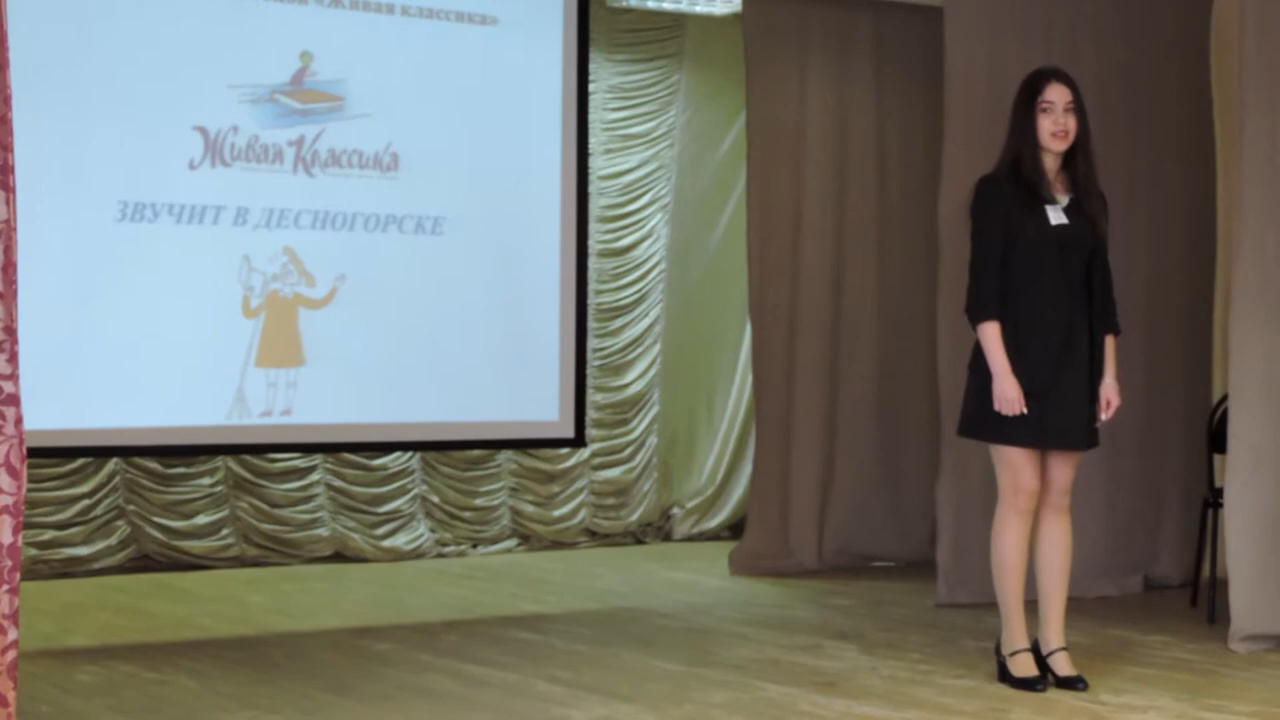 «Живая классика»
Живая Классика
ЗВУЧИТ В ДЕСНОГОРСКЕ